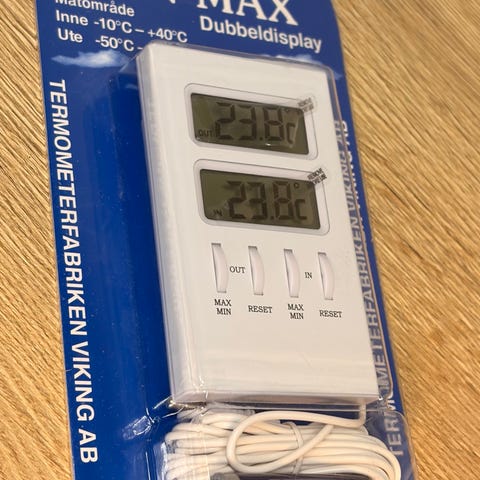 MAX
Dubbeldisplay
Mätområde
Inne -10°C – +40°C
Ute -50°C –
TERMOMETERFABRIKEN VIKING AB
OUT 23.8°C
IN 23.8°C
OUT IN
MAX MIN RESET MAX MIN RESET
TERMOMETERFABRIKEN VIKING AB